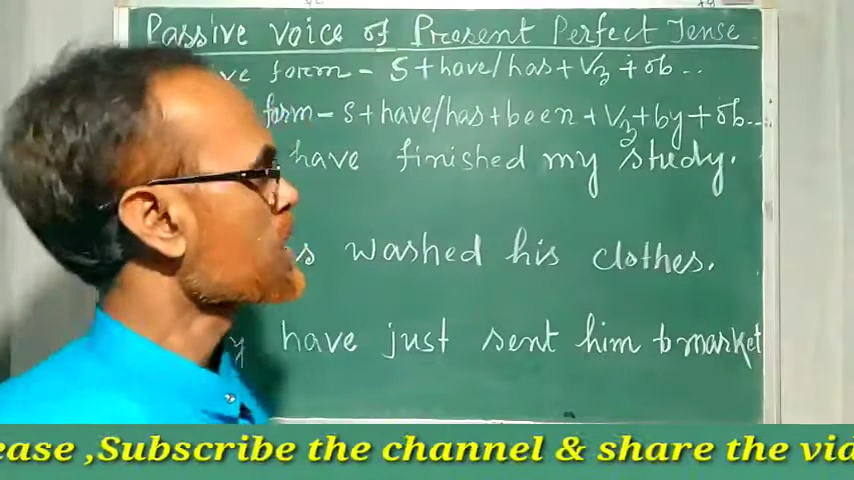 Passive Voice of Present Perfect Tense
ve form - S+have/has+V3+ob..
form - S+have/has+been+V3+by+ob...
have finished my study.
s washed his clothes.
y have just sent him to market
ease ,Subscribe the channel & share the vid